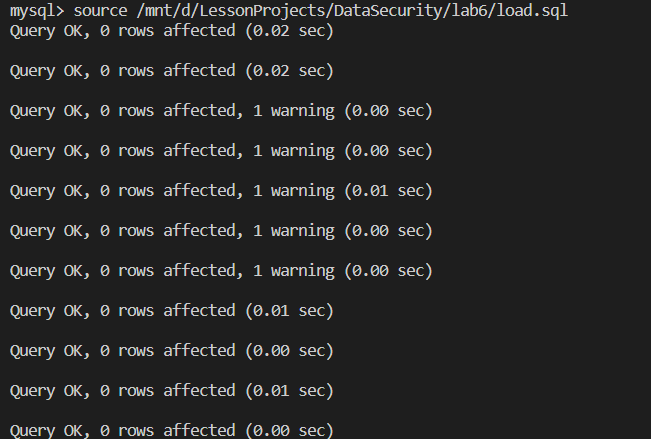 mysql> source /mnt/d/LessonProjects/DataSecurity/lab6/load.sql
Query OK, 0 rows affected (0.02 sec)
Query OK, 0 rows affected (0.02 sec)
Query OK, 0 rows affected, 1 warning (0.00 sec)
Query OK, 0 rows affected, 1 warning (0.00 sec)
Query OK, 0 rows affected, 1 warning (0.01 sec)
Query OK, 0 rows affected, 1 warning (0.00 sec)
Query OK, 0 rows affected, 1 warning (0.00 sec)
Query OK, 0 rows affected (0.01 sec)
Query OK, 0 rows affected (0.00 sec)
Query OK, 0 rows affected (0.01 sec)
Query OK, 0 rows affected (0.00 sec)